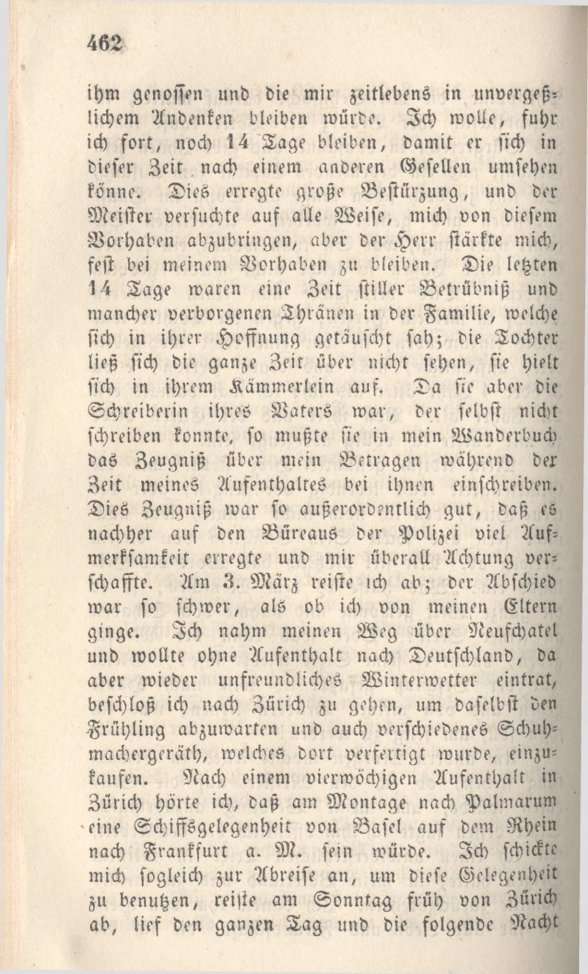 462
ihm genossen und die mir zeitlebens in unvergeß-
lichem Andenken bleiben würde. Ich wolle, fuhr
ich fort, noch 14 Tage bleiben, damit er sich in
dieser Zeit nach einem anderen Gesellen umsehen
könne. Dies erregte große Bestürzung, und der
Meister versuchte auf alle Weise, mich von diesem
Vorhaben abzubringen, aber der Herr stärkte mich,
fest bei meinem Vorhaben zu bleiben. Die letzten
14 Tage waren eine Zeit stiller Betrübniß und
mancher verborgenen Thränen in der Familie, welche
sich in ihrer Hoffnung getäuscht sah; die Tochter
ließ sich die ganze Zeit über nicht sehen, sie hielt
sich in ihrem Kämmerlein auf. Da sie aber die
Schreiberin ihres Vaters war, der selbst nicht
schreiben konnte, so mußte sie in mein Wanderbuch
das Zeugniß über mein Betragen während der
Zeit meines Aufenthaltes bei ihnen einschreiben.
Dies Zeugniß war so außerordentlich gut, daß es
nachher auf den Büreaus der Polizei viel Auf-
merksamkeit erregte und mir überall Achtung ver-
schaffte. Am 3. März reiste ich ab; der Abschied
war so schwer, als ob ich von meinen Eltern
ginge. Ich nahm meinen Weg über Neufchatel
und wollte ohne Aufenthalt nach Deutschland, da
aber wieder unfreundliches Winterwetter eintrat,
beschloß ich nach Zürich zu gehen, um daselbst den
Frühling abzuwarten und auch verschiedenes Schuh-
machergeräth, welches dort verfertigt wurde, einzu-
kaufen. Nach einem vierwöchigen Aufenthalt in
Zürich hörte ich, daß am Montage nach Palmarum
eine Schiffsgelegenheit von Basel auf dem Rhein
nach Frankfurt a. M. sein würde. Ich schickte
mich sogleich zur Abreise an, um diese Gelegenheit
zu benutzen, reiste am Sonntag früh von Zürich
ab, lief den ganzen Tag und die folgende Nacht